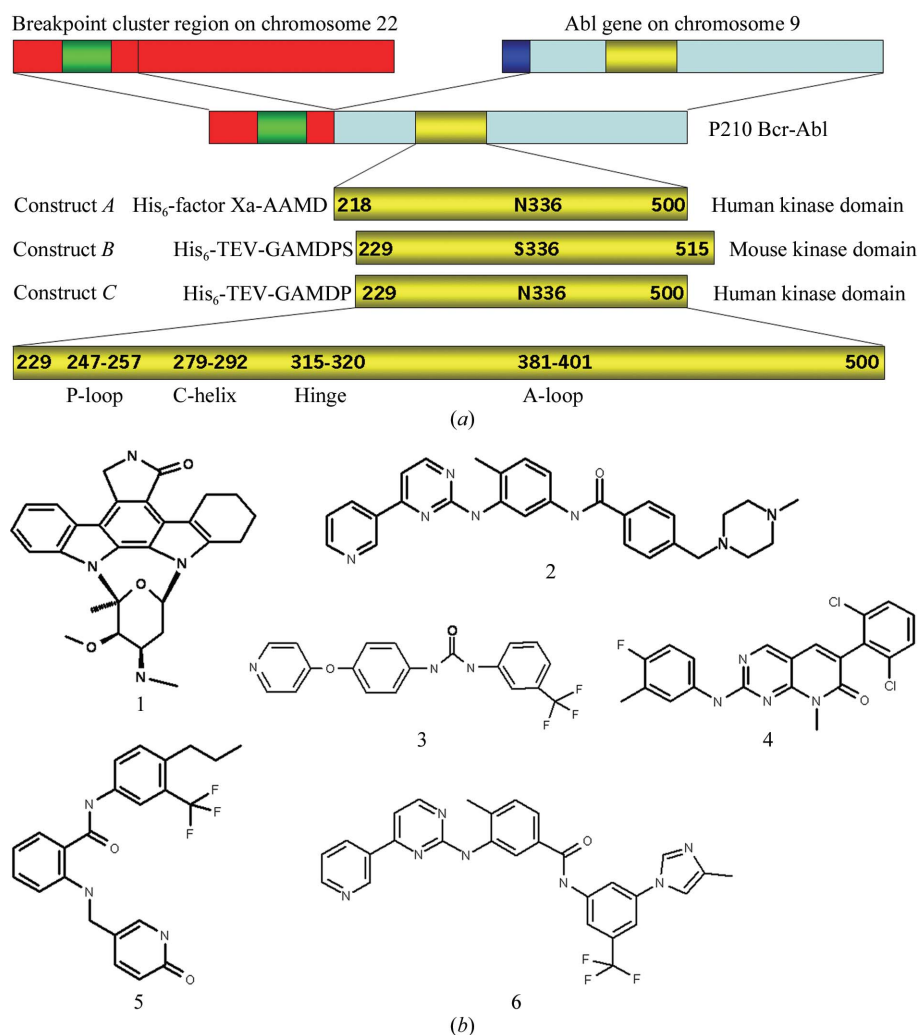 Breakpoint cluster region on chromosome 22
Abl gene on chromosome 9
P210 Bcr-Abl
Construct A His6-factor Xa-AAMD 218 N336 500 Human kinase domain
Construct B His6-TEV-GAMDPS 229 S336 515 Mouse kinase domain
Construct C His6-TEV-GAMDP 229 N336 500 Human kinase domain
229 247-257 279-292 315-320 381-401 500
P-loop C-helix Hinge A-loop
(a)
N
O
N
N
O
O
N
1
N
N
N
N
N
O
N
N
2
N
O
N
O
N
F
F
F
3
F
N
N
N
N
O
Cl
Cl
4
N
O
F
F
F
N
N
O
5
N
N
N
N
O
N
N
N
F
F
F
6
(b)